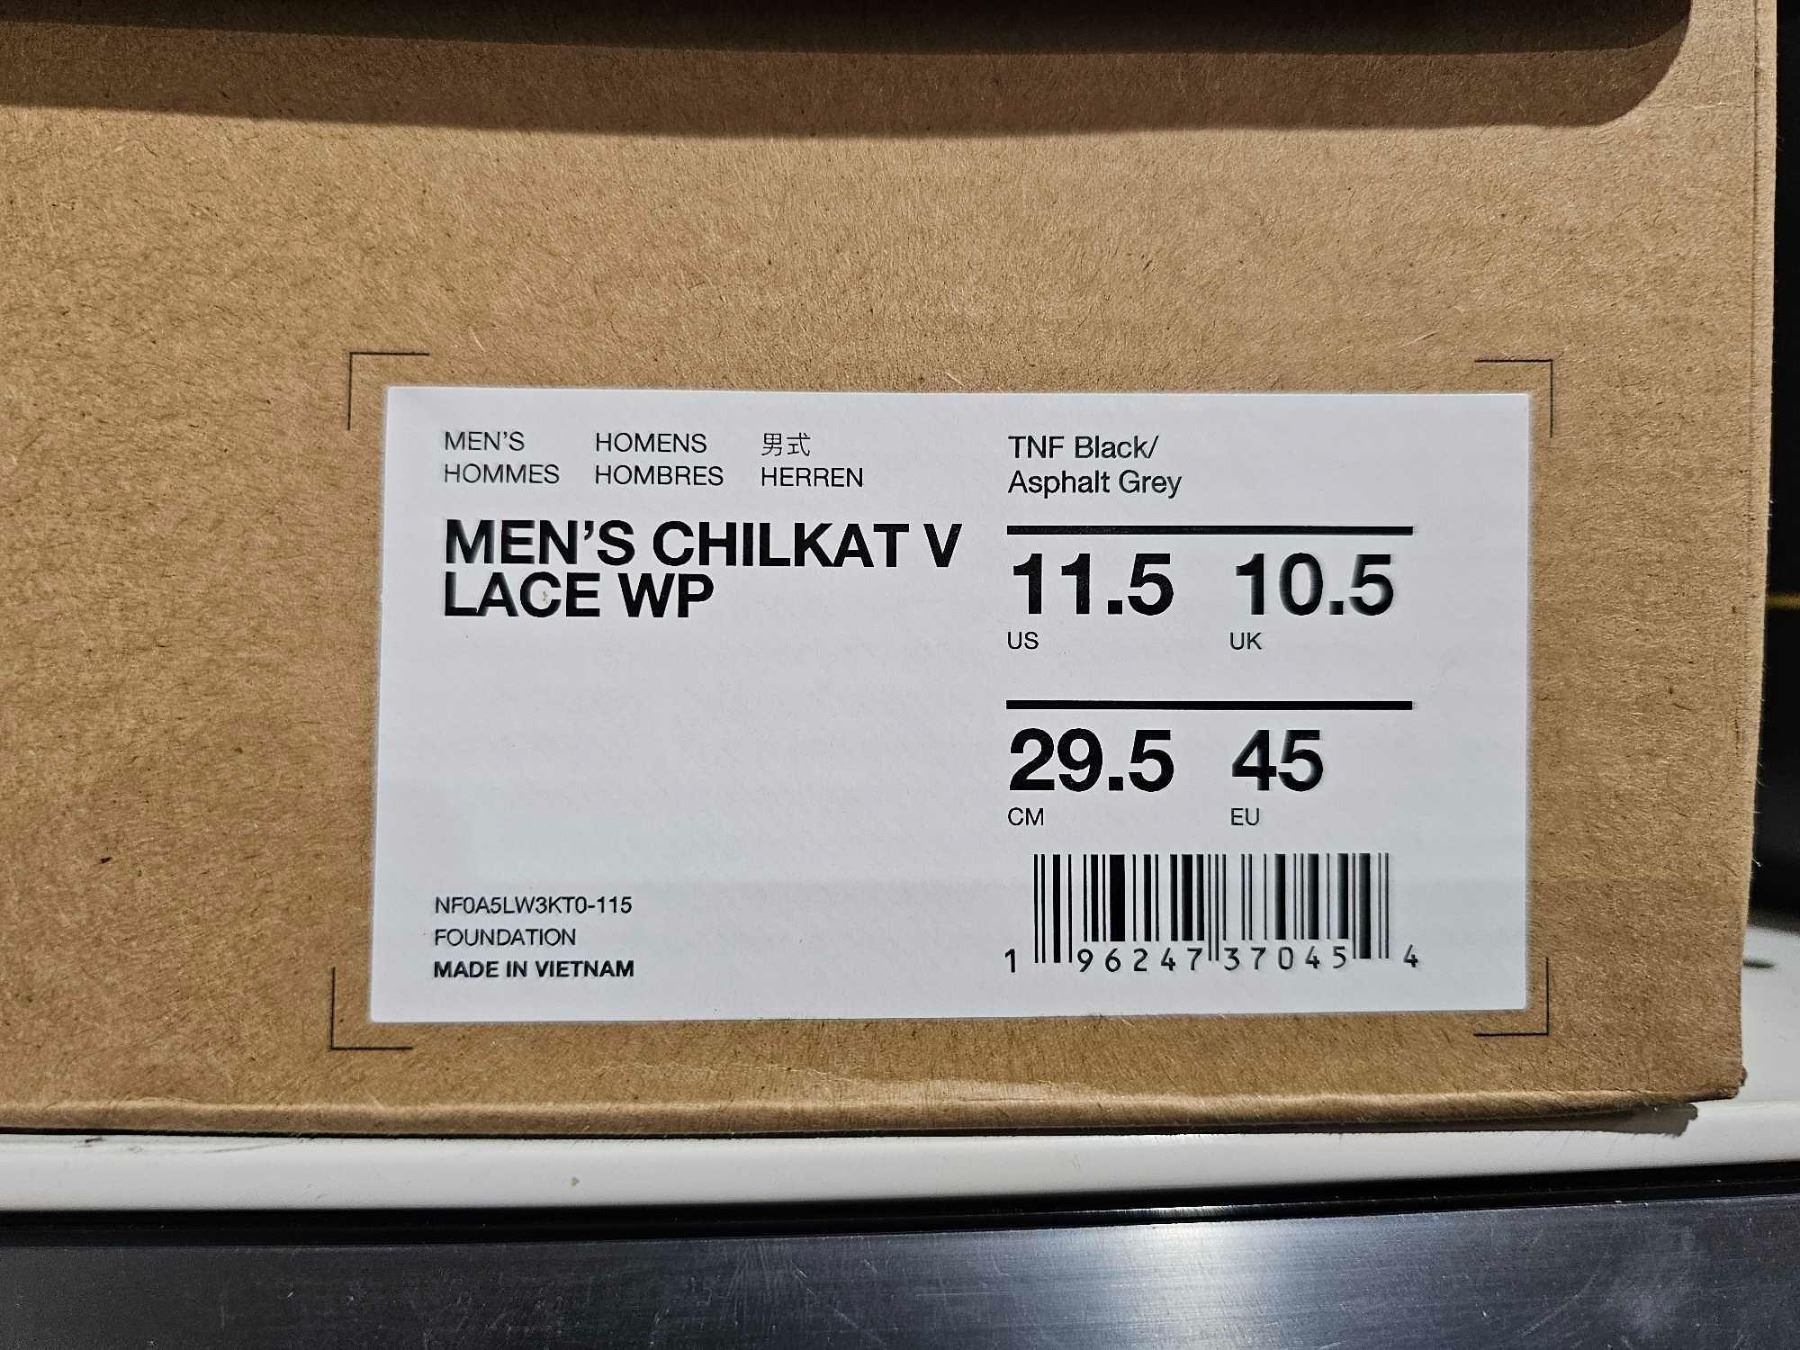 MEN'S HOMENS 男式
HOMMES HOMBRES HERREN
MEN'S CHILKAT V
LACE WP
TNF Black/
Asphalt Grey
11.5 10.5
US UK
29.5 45
CM EU
NF0A5LW3KT0-115
FOUNDATION
MADE IN VIETNAM
1 96247 37045 4